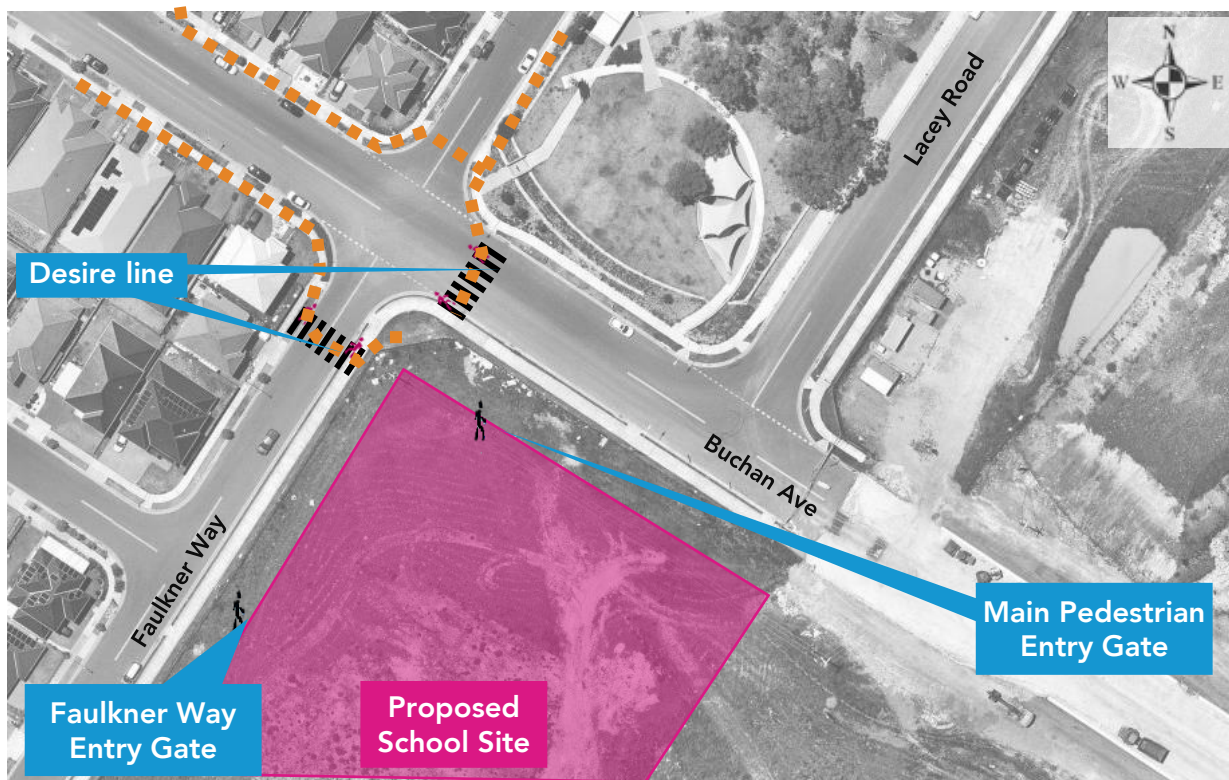 N
W E
S
Lacey Road
Desire line
Buchan Ave
Faulkner Way
Main Pedestrian
Entry Gate
Faulkner Way
Entry Gate
Proposed
School Site